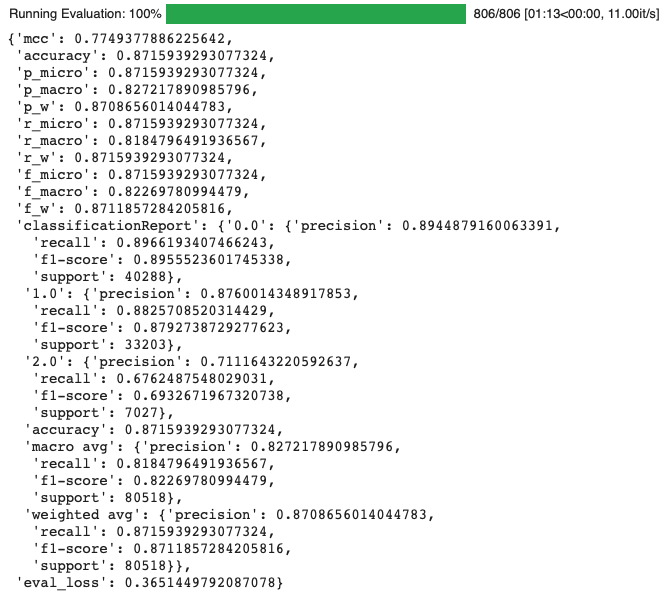 Running Evaluation: 100% 806/806 [01:13<00:00, 11.00it/s]
{'mcc': 0.7749377886225642,
'accuracy': 0.8715939293077324,
'p_micro': 0.8715939293077324,
'p_macro': 0.827217890985796,
'p_w': 0.8708656014044783,
'r_micro': 0.8715939293077324,
'r_macro': 0.8184796491936567,
'r_w': 0.8715939293077324,
'f_micro': 0.8715939293077324,
'f_macro': 0.82269780994479,
'f_w': 0.8711857284205816,
'classificationReport': {'0.0': {'precision': 0.8944879160063391,
'recall': 0.8966193407466243,
'f1-score': 0.8955523601745338,
'support': 40288},
'1.0': {'precision': 0.8760014348917853,
'recall': 0.8825708520314429,
'f1-score': 0.8792738729277623,
'support': 33203},
'2.0': {'precision': 0.7111643220592637,
'recall': 0.6762487548029031,
'f1-score': 0.6932671967320738,
'support': 7027},
'accuracy': 0.8715939293077324,
'macro avg': {'precision': 0.827217890985796,
'recall': 0.8184796491936567,
'f1-score': 0.82269780994479,
'support': 80518},
'weighted avg': {'precision': 0.8708656014044783,
'recall': 0.8715939293077324,
'f1-score': 0.8711857284205816,
'support': 80518}},
'eval_loss': 0.3651449792087078}